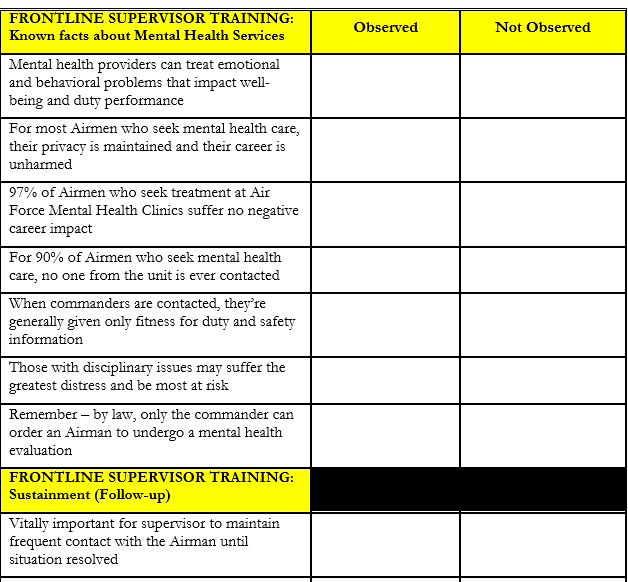 FRONTLINE SUPERVISOR TRAINING:
Known facts about Mental Health Services
Observed
Not Observed
Mental health providers can treat emotional
and behavioral problems that impact well-
being and duty performance
For most Airmen who seek mental health care,
their privacy is maintained and their career is
unharmed
97% of Airmen who seek treatment at Air
Force Mental Health Clinics suffer no negative
career impact
For 90% of Airmen who seek mental health
care, no one from the unit is ever contacted
When commanders are contacted, they’re
generally given only fitness for duty and safety
information
Those with disciplinary issues may suffer the
greatest distress and be most at risk
Remember – by law, only the commander can
order an Airman to undergo a mental health
evaluation
FRONTLINE SUPERVISOR TRAINING:
Sustainment (Follow-up)
Vitally important for supervisor to maintain
frequent contact with the Airman until
situation resolved